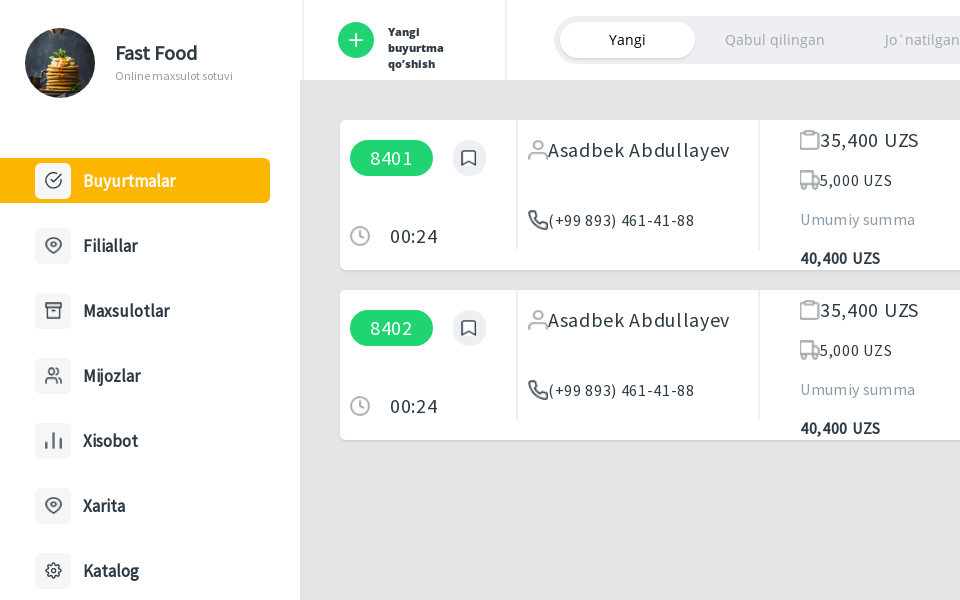 Fast Food
Online maxsulot sotuvi
Buyurtmalar
Filiallar
Maxsulotlar
Mijozlar
Xisobot
Xarita
Katalog
Yangi
buyurtma
qo’shish
Yangi
Qabul qilingan
Jo`natilgan
8401
00:24
Asadbek Abdullayev
(+99 893) 461-41-88
35,400 UZS
5,000 UZS
Umumiy summa
40,400 UZS
8402
00:24
Asadbek Abdullayev
(+99 893) 461-41-88
35,400 UZS
5,000 UZS
Umumiy summa
40,400 UZS